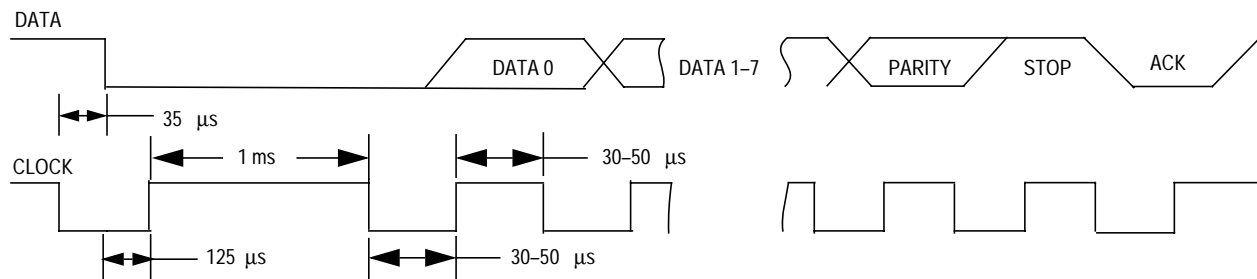 DATA
DATA 0
DATA 1–7
PARITY
STOP
ACK
35 μs
1 ms
30–50 μs
CLOCK
125 μs
30–50 μs